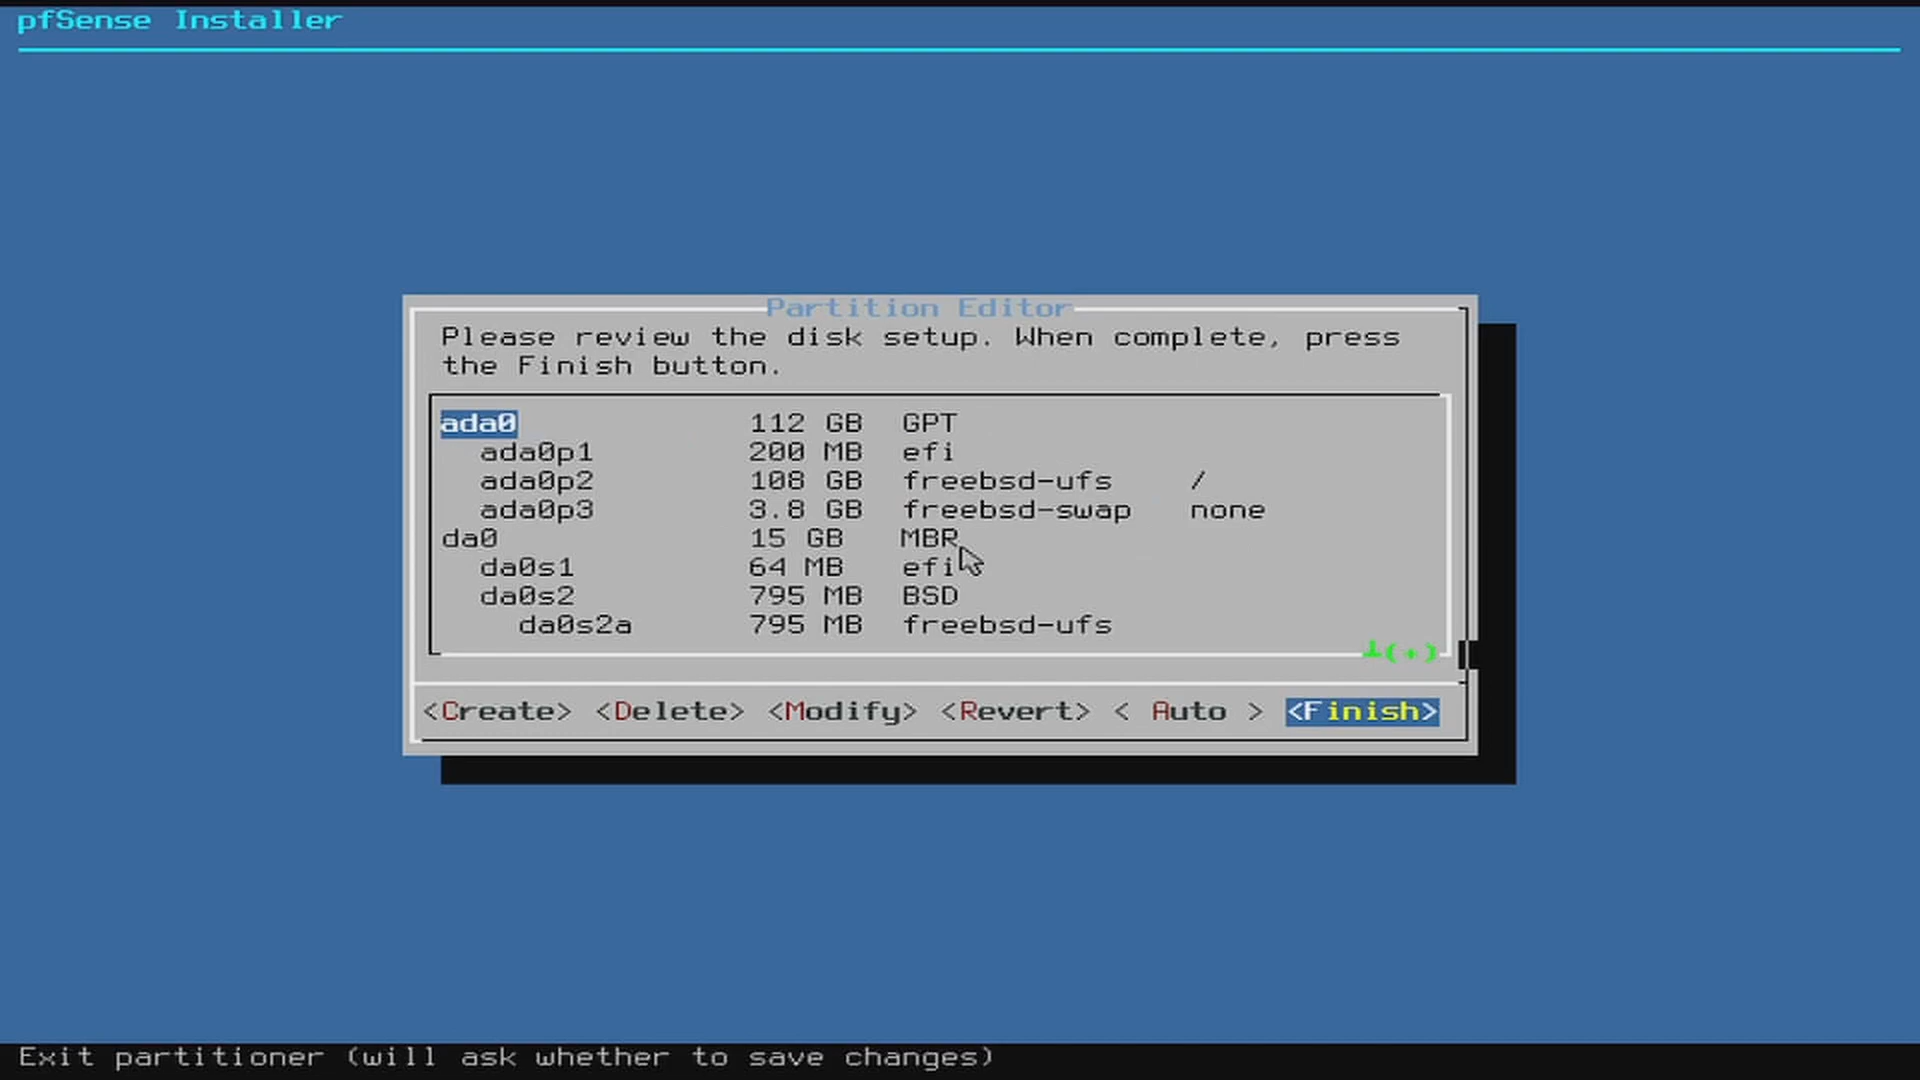 pfSense Installer
Partition Editor
Please review the disk setup. When complete, press
the Finish button.
ada0 112 GB GPT
ada0p1 200 MB efi
ada0p2 108 GB freebsd-ufs /
ada0p3 3.8 GB freebsd-swap none
da0 15 GB MBR
da0s1 64 MB efi
da0s2 795 MB BSD
da0s2a 795 MB freebsd-ufs
┴(+)
<Create> <Delete> <Modify> <Revert> < Auto > <Finish>
Exit partitioner (will ask whether to save changes)